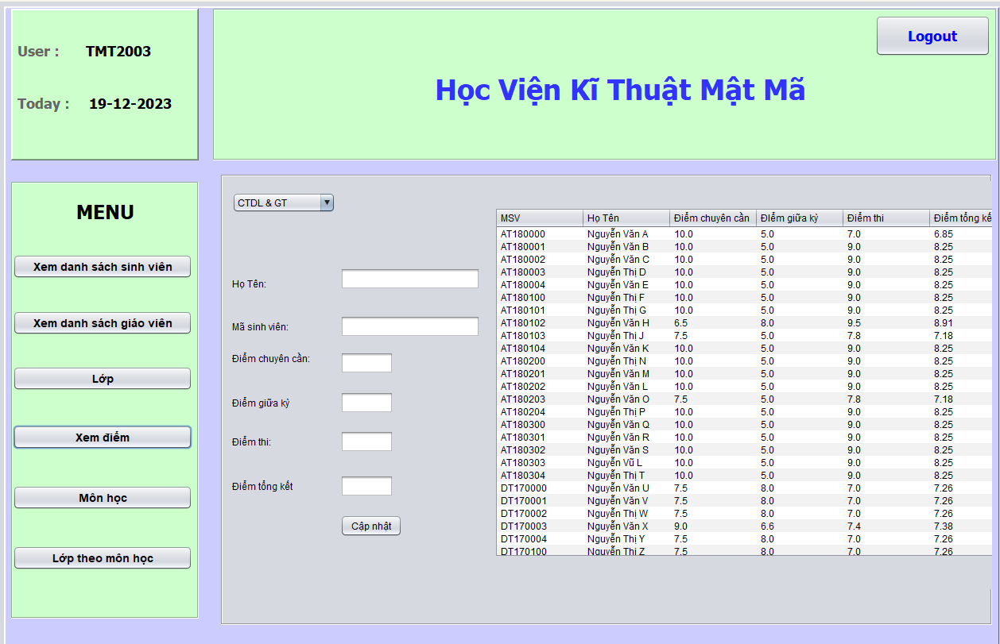 User : TMT2003
Today : 19-12-2023
Logout
Học Viện Kĩ Thuật Mật Mã
MENU
Xem danh sách sinh viên
Xem danh sách giáo viên
Lớp
Xem điểm
Môn học
Lớp theo môn học
CTDL & GT
Họ Tên:
Mã sinh viên:
Điểm chuyên cần:
Điểm giữa kỳ
Điểm thi:
Điểm tổng kết
Cập nhật
MSV Họ Tên Điểm chuyên cần Điểm giữa kỳ Điểm thi Điểm tổng kế
AT180000 Nguyễn Văn A 10.0 5.0 7.0 6.85
AT180001 Nguyễn Văn B 10.0 5.0 9.0 8.25
AT180002 Nguyễn Văn C 10.0 5.0 9.0 8.25
AT180003 Nguyễn Thị D 10.0 5.0 9.0 8.25
AT180004 Nguyễn Văn E 10.0 5.0 9.0 8.25
AT180100 Nguyễn Thị F 10.0 5.0 9.0 8.25
AT180101 Nguyễn Thị G 10.0 5.0 9.0 8.25
AT180102 Nguyễn Văn H 6.5 8.0 9.5 8.91
AT180103 Nguyễn Thị J 7.5 5.0 7.8 7.18
AT180104 Nguyễn Văn K 10.0 5.0 9.0 8.25
AT180200 Nguyễn Thị N 10.0 5.0 9.0 8.25
AT180201 Nguyễn Văn M 10.0 5.0 9.0 8.25
AT180202 Nguyễn Văn L 10.0 5.0 9.0 8.25
AT180203 Nguyễn Văn O 7.5 5.0 7.8 7.18
AT180204 Nguyễn Thị P 10.0 5.0 9.0 8.25
AT180300 Nguyễn Văn Q 10.0 5.0 9.0 8.25
AT180301 Nguyễn Văn R 10.0 5.0 9.0 8.25
AT180302 Nguyễn Văn S 10.0 5.0 9.0 8.25
AT180303 Nguyễn Vũ L 10.0 5.0 9.0 8.25
AT180304 Nguyễn Thị T 10.0 5.0 9.0 8.25
DT170000 Nguyễn Văn U 7.5 8.0 7.0 7.26
DT170001 Nguyễn Văn V 7.5 8.0 7.0 7.26
DT170002 Nguyễn Thị W 7.5 8.0 7.0 7.26
DT170003 Nguyễn Văn X 9.0 6.6 7.4 7.38
DT170004 Nguyễn Thị Y 7.5 8.0 7.0 7.26
DT170100 Nguyễn Thị Z 7.5 8.0 7.0 7.26